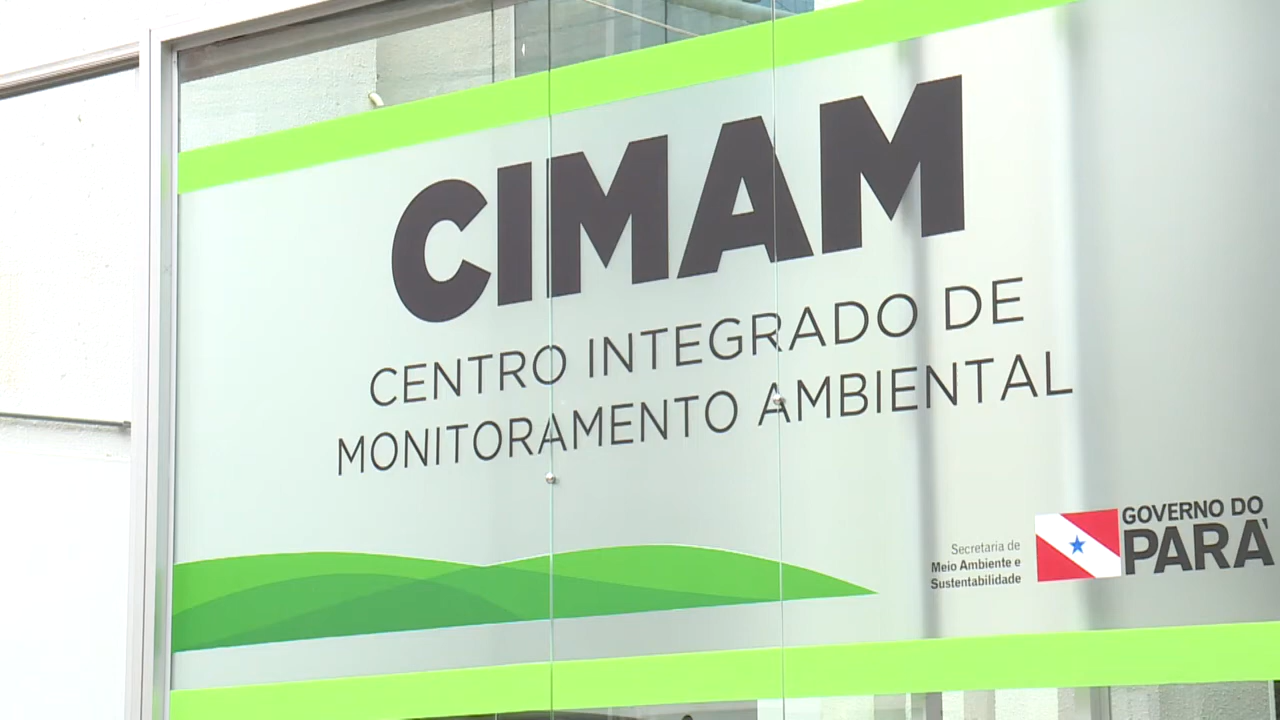 CIMAM
CENTRO INTEGRADO DE
MONITORAMENTO AMBIENTAL
Secretaria de
Meio Ambiente e
Sustentabilidade
GOVERNO DO
PARÁ